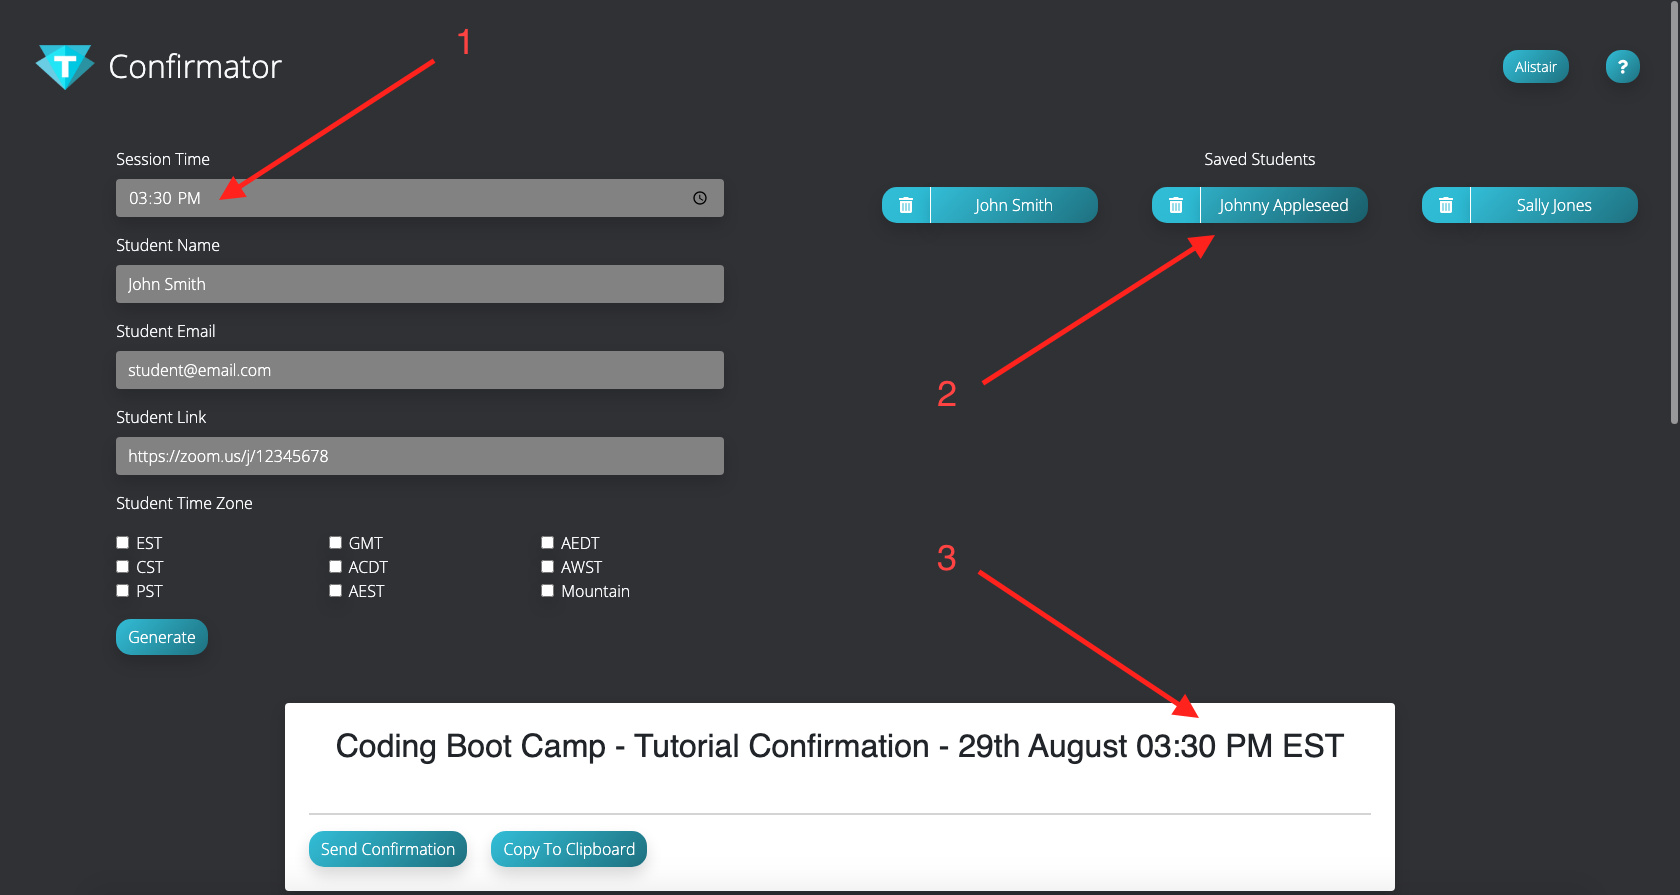 1
T Confirmator
Alistair
?
Session Time
03:30 PM
Student Name
John Smith
Student Email
student@email.com
Student Link
https://zoom.us/j/12345678
Student Time Zone
EST
GMT
AEDT
CST
ACDT
AWST
PST
AEST
Mountain
Generate
Saved Students
John Smith
Johnny Appleseed
Sally Jones
2
3
Coding Boot Camp - Tutorial Confirmation - 29th August 03:30 PM EST
Send Confirmation
Copy To Clipboard